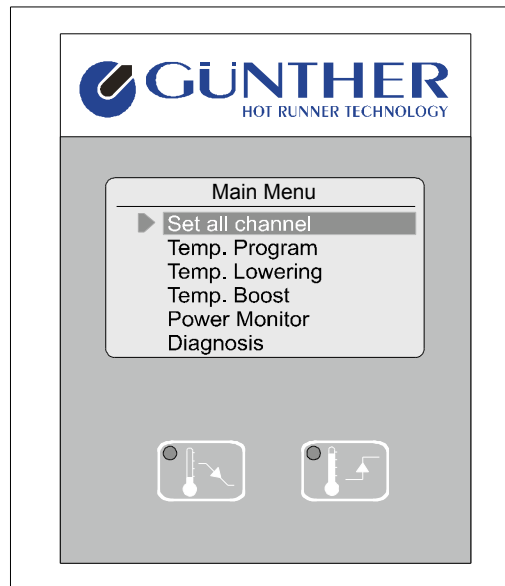 GÜNTHER
HOT RUNNER TECHNOLOGY
Main Menu
Set all channel
Temp. Program
Temp. Lowering
Temp. Boost
Power Monitor
Diagnosis